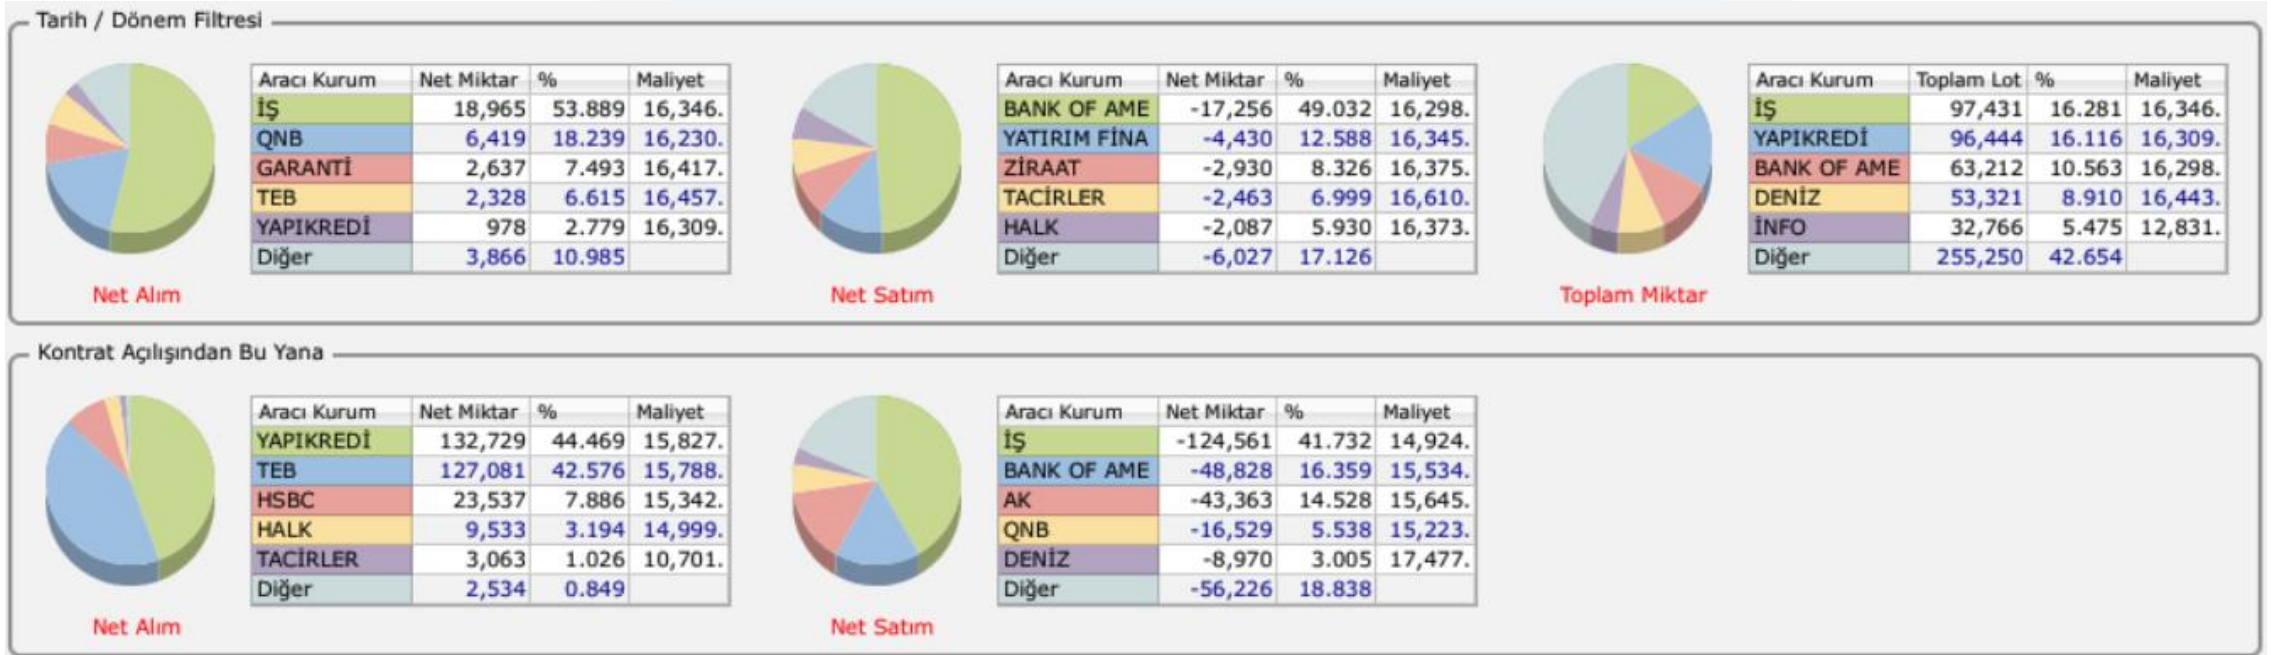 Tarih / Dönem Filtresi
Aracı Kurum Net Miktar % Maliyet
İŞ 18,965 53.889 16,346.
QNB 6,419 18.239 16,230.
GARANTİ 2,637 7.493 16,417.
TEB 2,328 6.615 16,457.
YAPIKREDİ 978 2.779 16,309.
Diğer 3,866 10.985
Net Alım
Aracı Kurum Net Miktar % Maliyet
BANK OF AME -17,256 49.032 16,298.
YATIRIM FİNA -4,430 12.588 16,345.
ZİRAAT -2,930 8.326 16,375.
TACİRLER -2,463 6.999 16,610.
HALK -2,087 5.930 16,373.
Diğer -6,027 17.126
Net Satım
Aracı Kurum Toplam Lot % Maliyet
İŞ 97,431 16.281 16,346.
YAPIKREDİ 96,444 16.116 16,309.
BANK OF AME 63,212 10.563 16,298.
DENİZ 53,321 8.910 16,443.
İNFO 32,766 5.475 12,831.
Diğer 255,250 42.654
Toplam Miktar
Kontrat Açılışından Bu Yana
Aracı Kurum Net Miktar % Maliyet
YAPIKREDİ 132,729 44.469 15,827.
TEB 127,081 42.576 15,788.
HSBC 23,537 7.886 15,342.
HALK 9,533 3.194 14,999.
TACİRLER 3,063 1.026 10,701.
Diğer 2,534 0.849
Net Alım
Aracı Kurum Net Miktar % Maliyet
İŞ -124,561 41.732 14,924.
BANK OF AME -48,828 16.359 15,534.
AK -43,363 14.528 15,645.
QNB -16,529 5.538 15,223.
DENİZ -8,970 3.005 17,477.
Diğer -56,226 18.838
Net Satım